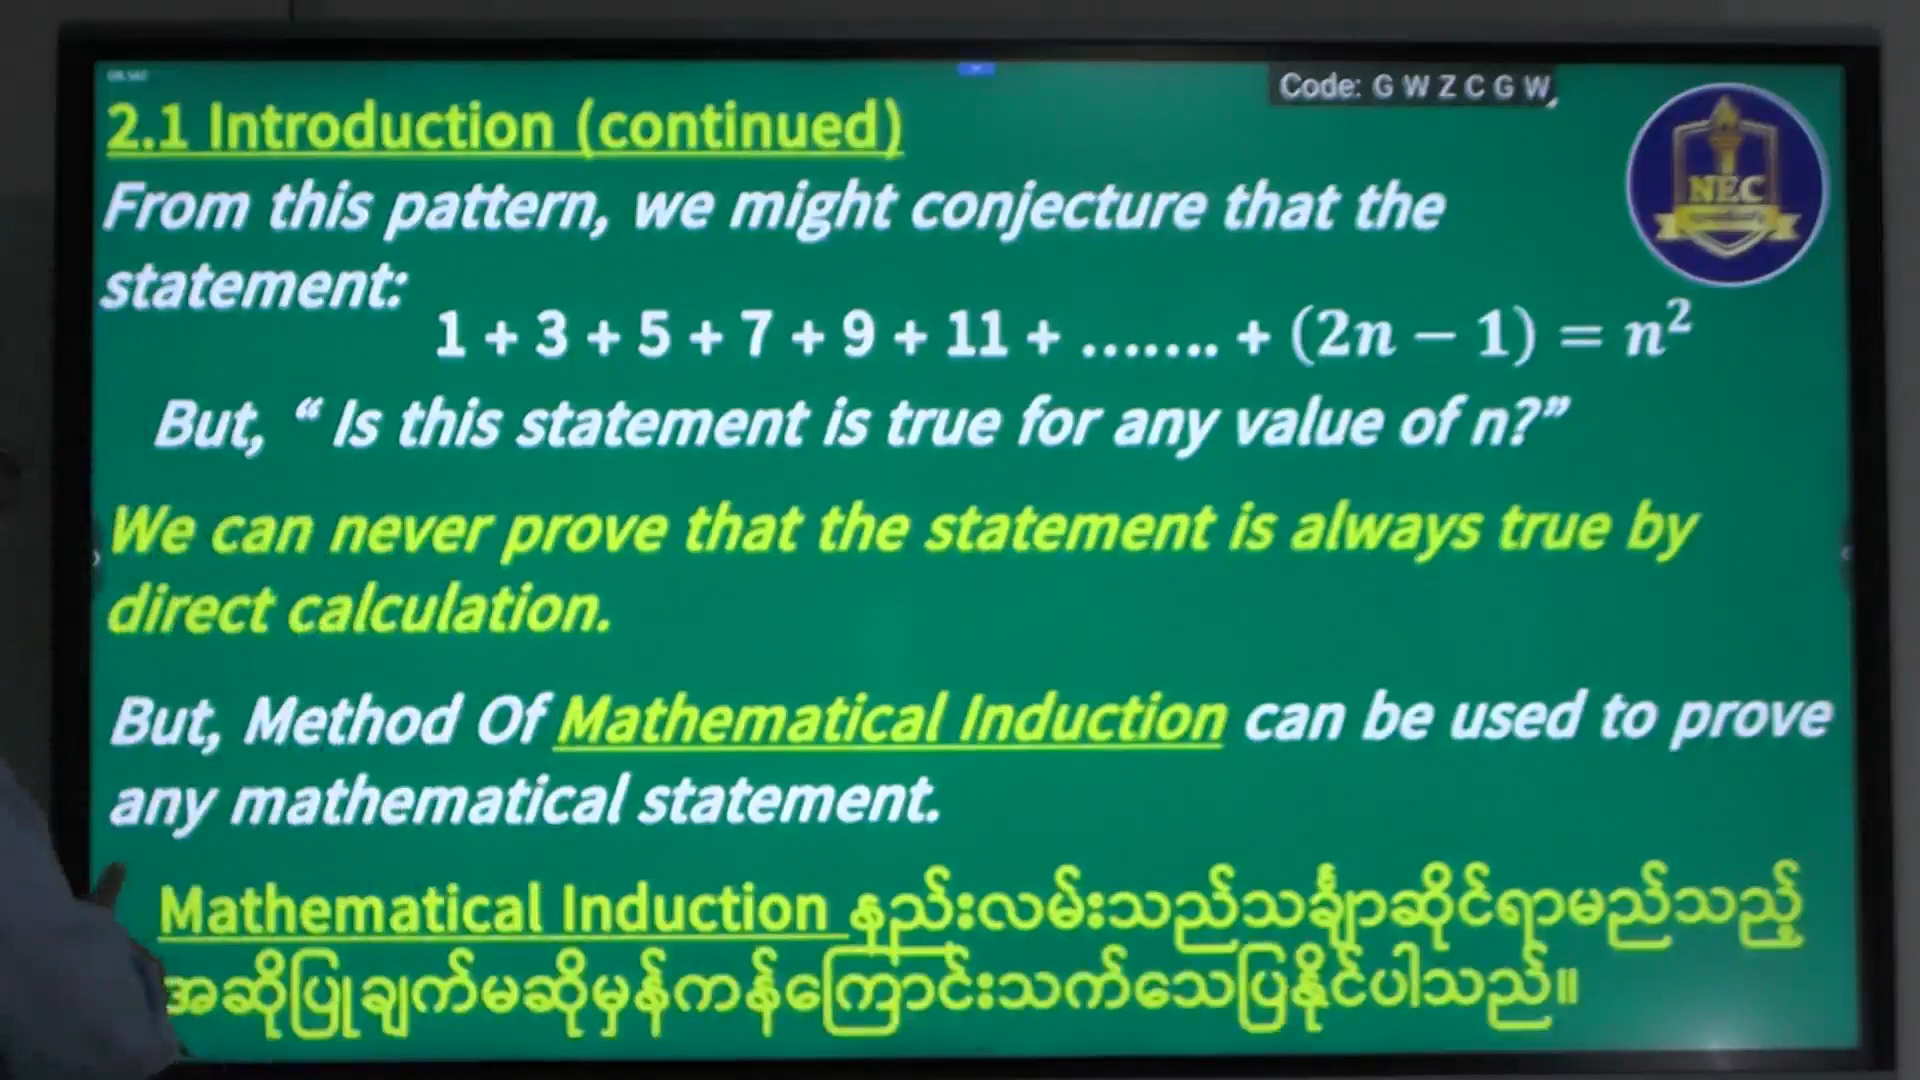 Code: G W Z C G W
2.1 Introduction (continued)
From this pattern, we might conjecture that the
statement:
1 + 3 + 5 + 7 + 9 + 11 + ....... + (2n − 1) = n²
But, “ Is this statement is true for any value of n?”
We can never prove that the statement is always true by
direct calculation.
But, Method Of Mathematical Induction can be used to prove
any mathematical statement.
Mathematical Induction နည်းလမ်းသည်သင်္ချာဆိုင်ရာမည်သည့်
အဆိုပြုချက်မဆိုမှန်ကန်ကြောင်းသက်သေပြနိုင်ပါသည်။
NEC